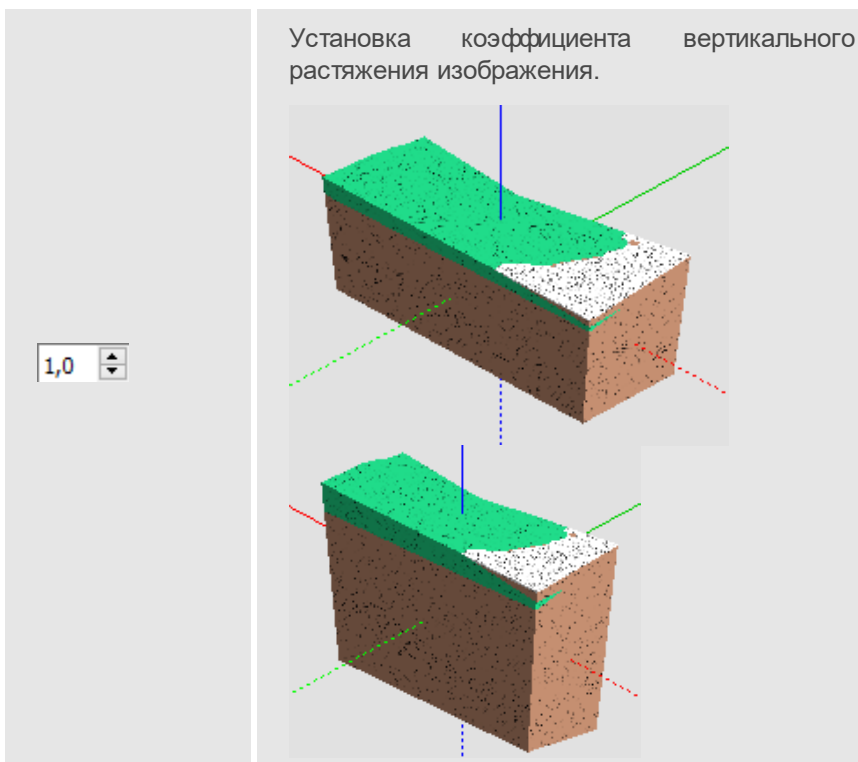 Установка коэффициента вертикального
растяжения изображения.
1,0